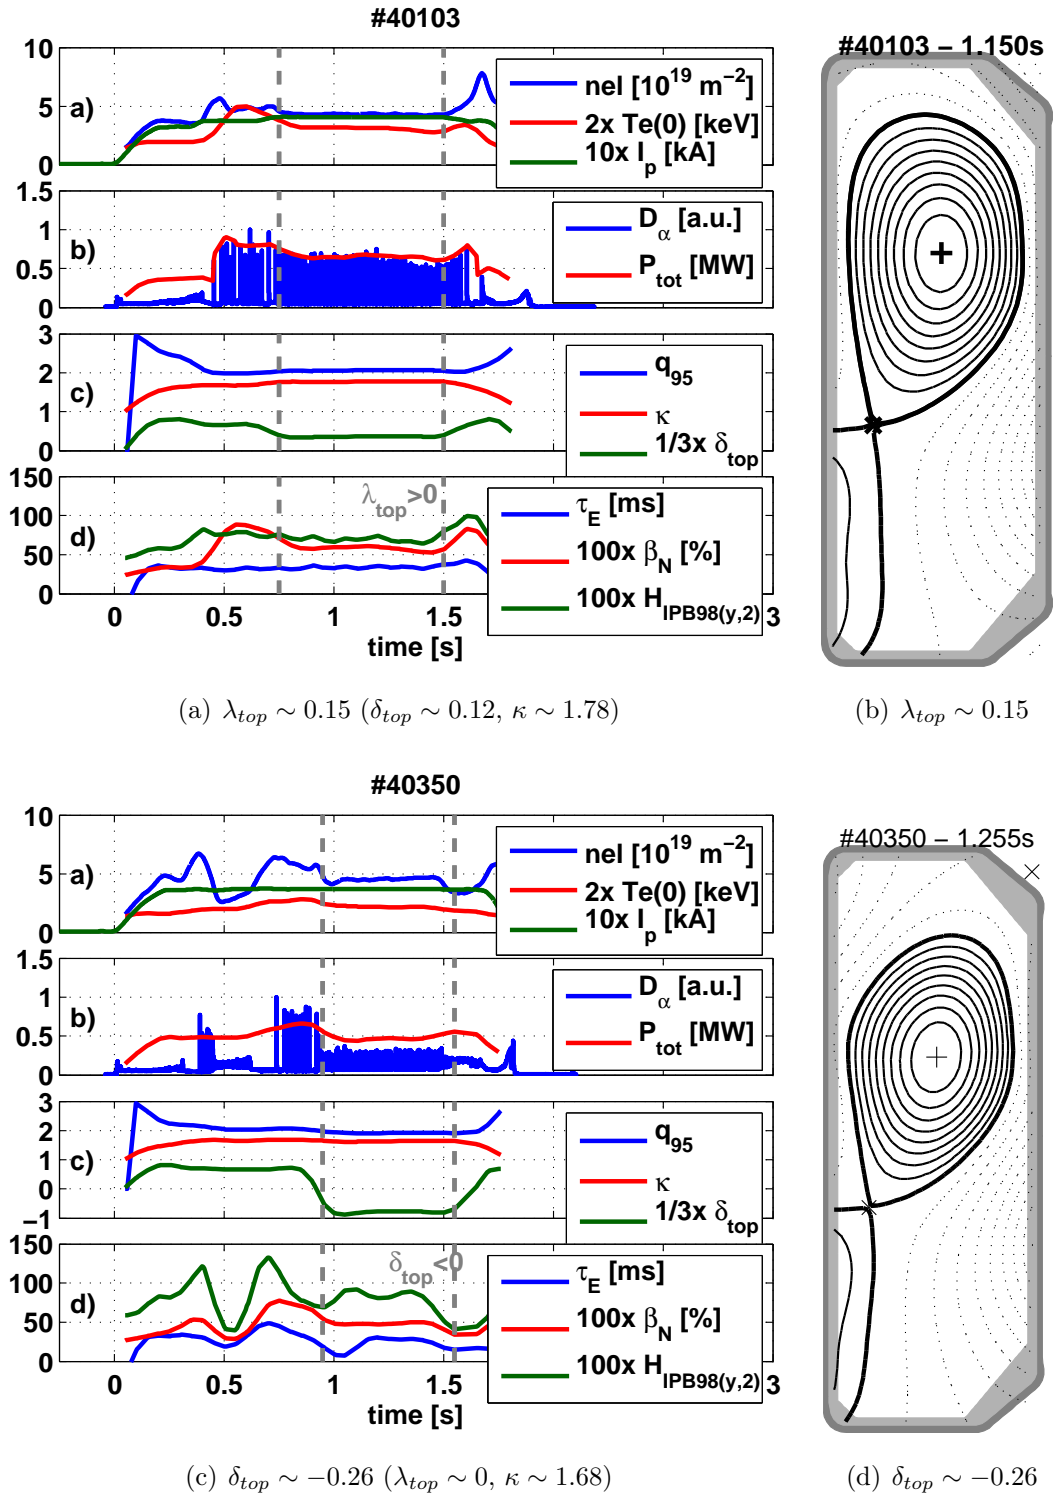 #40103
10
5
0
a)
nel [10^19 m^−2]
2x Te(0) [keV]
10x I_p [kA]
1.5
1
0.5
0
b)
D_α [a.u.]
P_tot [MW]
3
2
1
0
c)
q_95
κ
1/3x δ_top
150
100
50
0
d)
λ_top>0
τ_E [ms]
100x β_N [%]
100x H_IPB98(y,2)
0 0.5 1 1.5 3
time [s]
#40103 − 1.150s
(a) λ_top ∼ 0.15 (δ_top ∼ 0.12, κ ∼ 1.78)
(b) λ_top ∼ 0.15
#40350
10
5
0
a)
nel [10^19 m^−2]
2x Te(0) [keV]
10x I_p [kA]
1.5
1
0.5
0
b)
D_α [a.u.]
P_tot [MW]
3
2
1
0
−1
c)
q_95
κ
1/3x δ_top
150
100
50
0
d)
δ_top<0
τ_E [ms]
100x β_N [%]
100x H_IPB98(y,2)
0 0.5 1 1.5 3
time [s]
#40350 − 1.255s
(c) δ_top ∼ −0.26 (λ_top ∼ 0, κ ∼ 1.68)
(d) δ_top ∼ −0.26